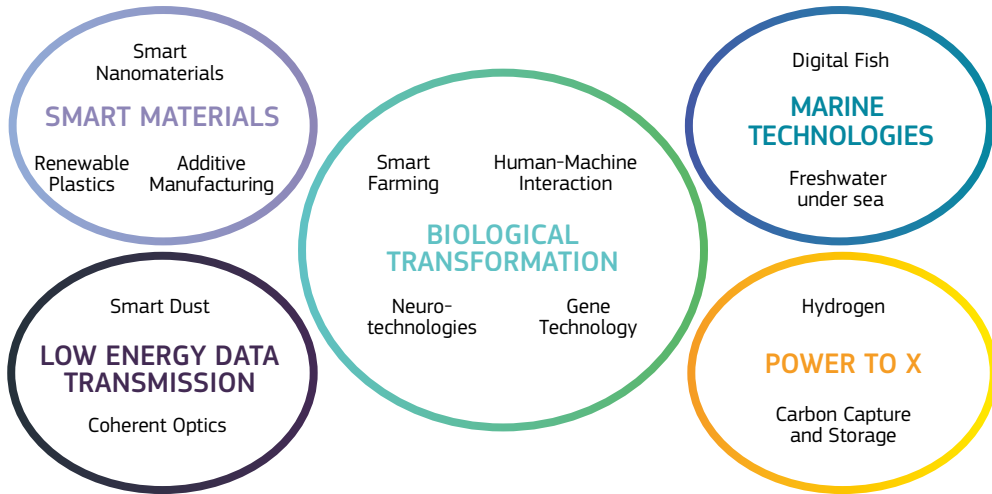 Smart
Nanomaterials
SMART MATERIALS
Renewable
Plastics
Additive
Manufacturing
Smart Dust
LOW ENERGY DATA
TRANSMISSION
Coherent Optics
Smart
Farming
Human-Machine
Interaction
BIOLOGICAL
TRANSFORMATION
Neuro-
technologies
Gene
Technology
Digital Fish
MARINE
TECHNOLOGIES
Freshwater
under sea
Hydrogen
POWER TO X
Carbon Capture
and Storage